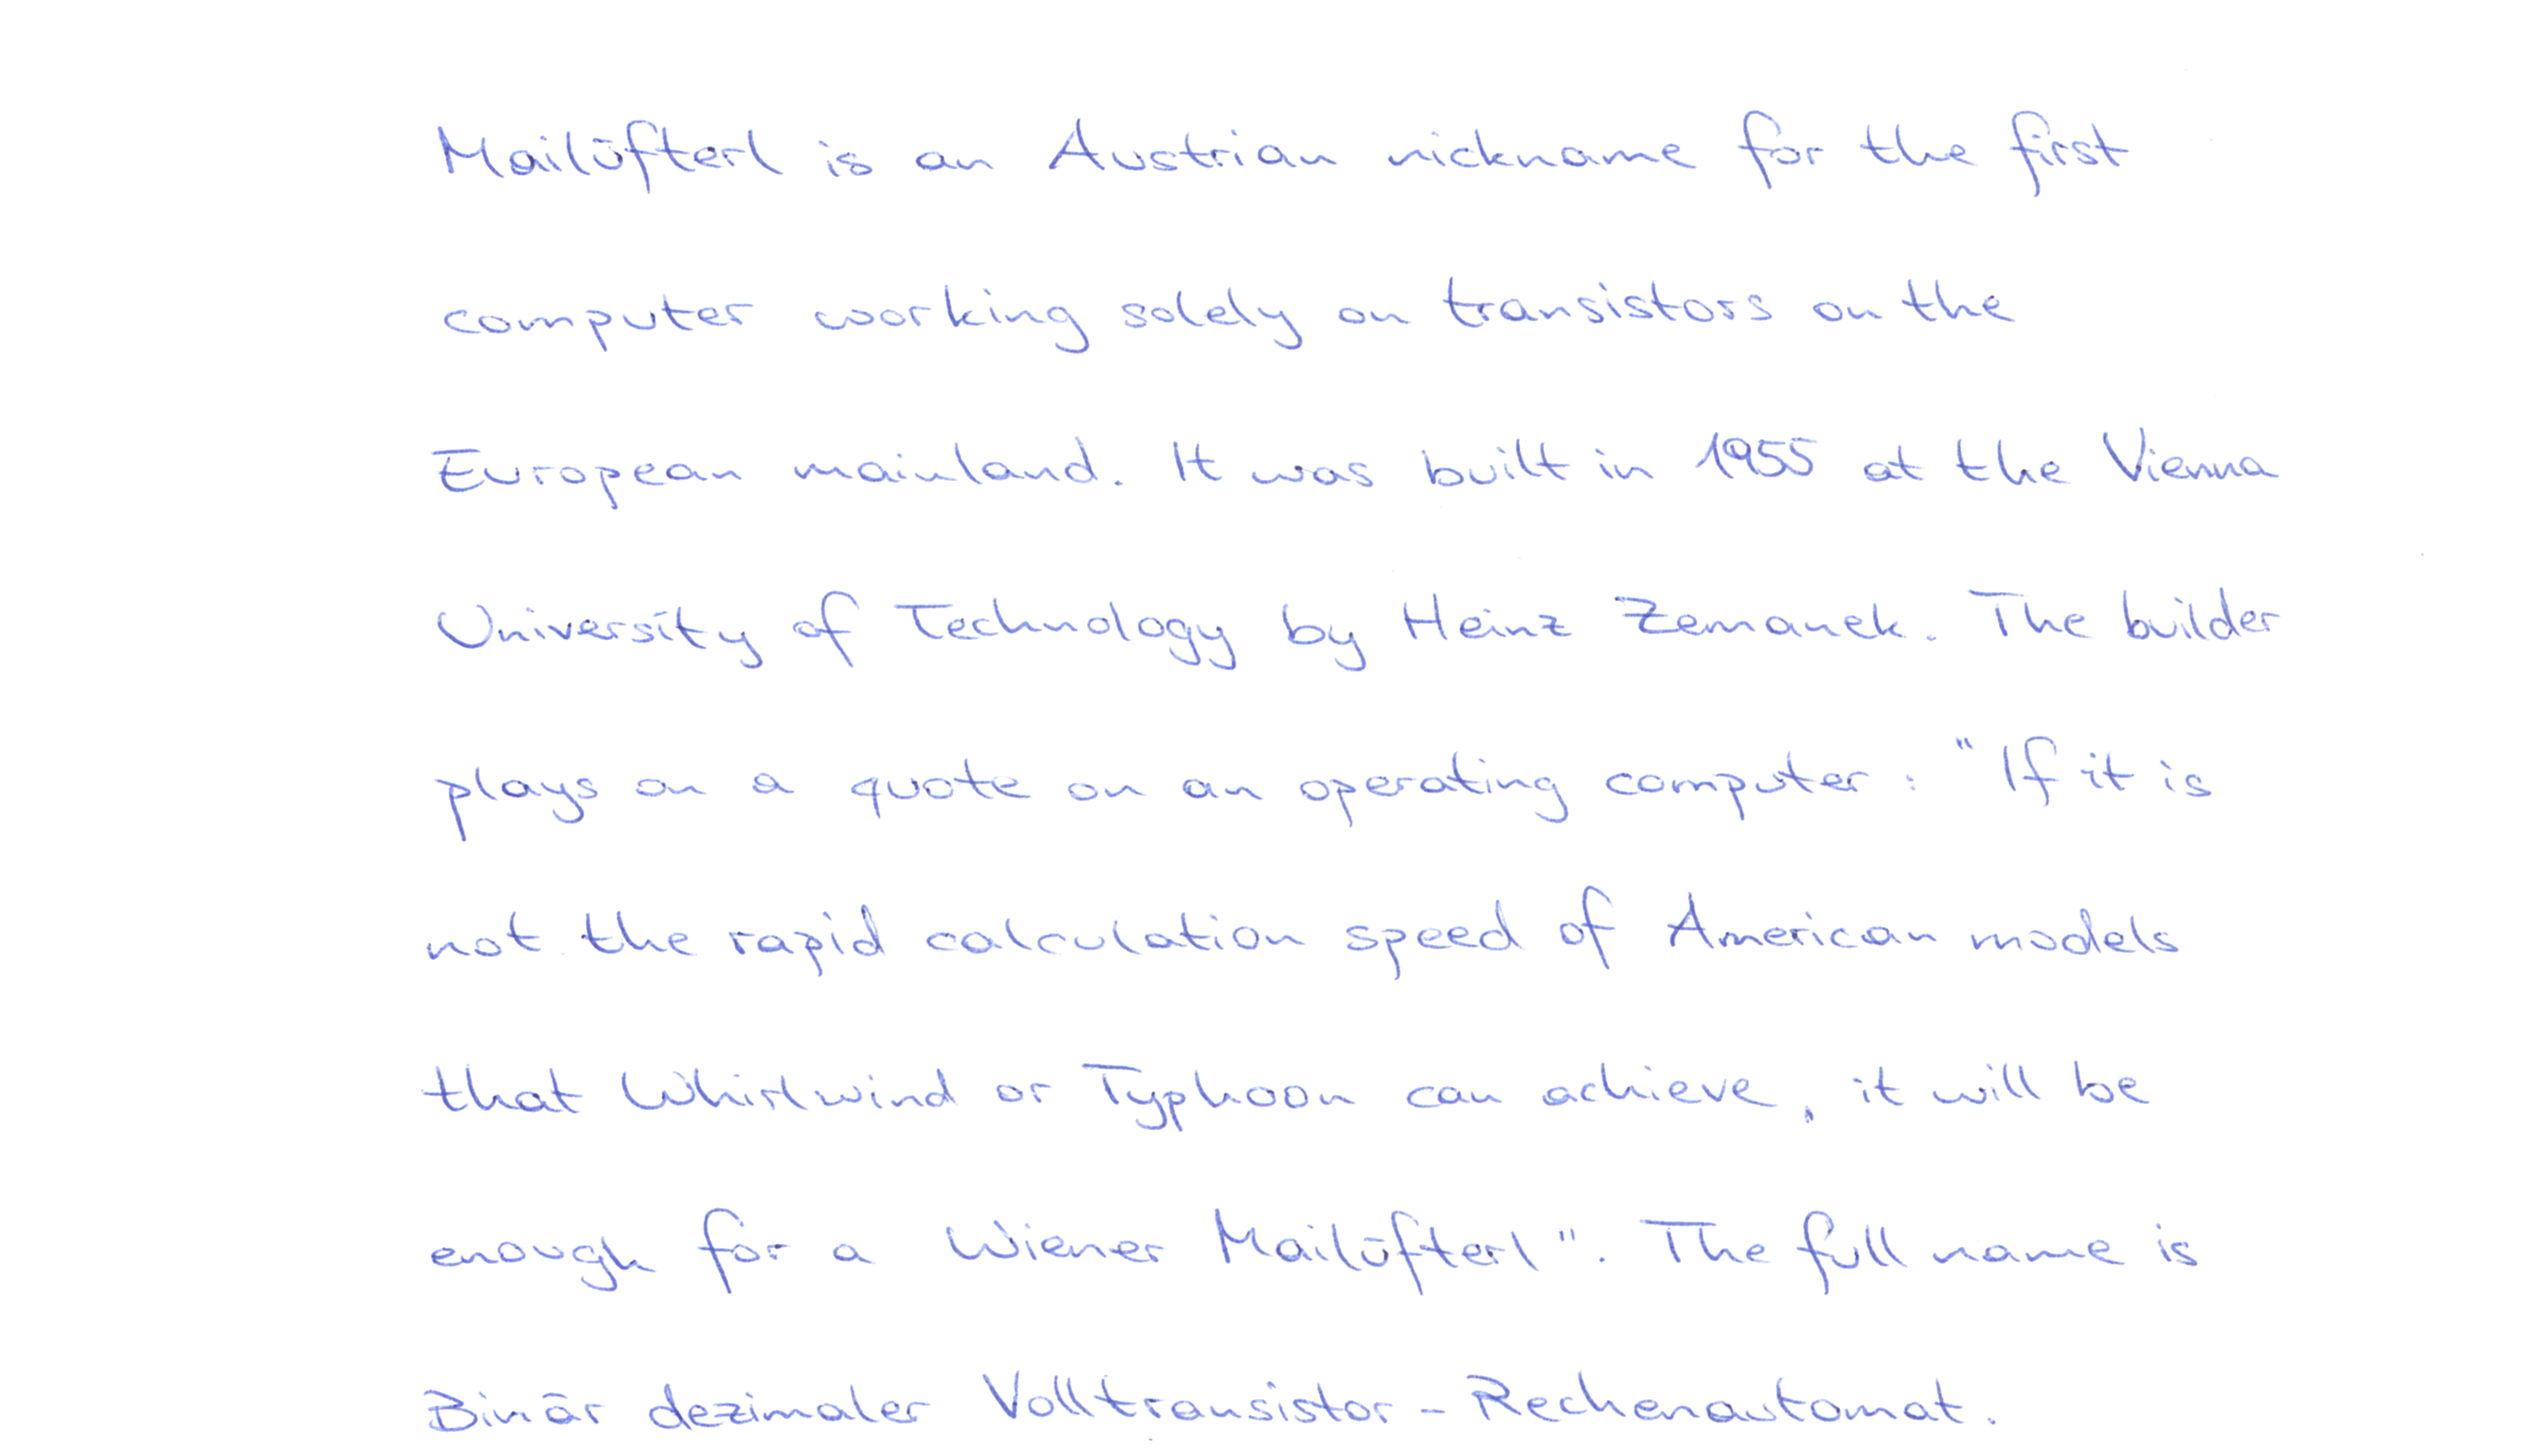 Mailüfterl is an Austrian nickname for the first
computer working solely on transistors on the
European mainland. It was built in 1955 at the Vienna
University of Technology by Heinz Zemanek. The builder
plays on a quote on an operating computer: "If it is
not the rapid calculation speed of American models
that Whirlwind or Typhoon can achieve, it will be
enough for a Wiener Mailüfterl". The full name is
Binär dezimaler Volltransistor-Rechenautomat.